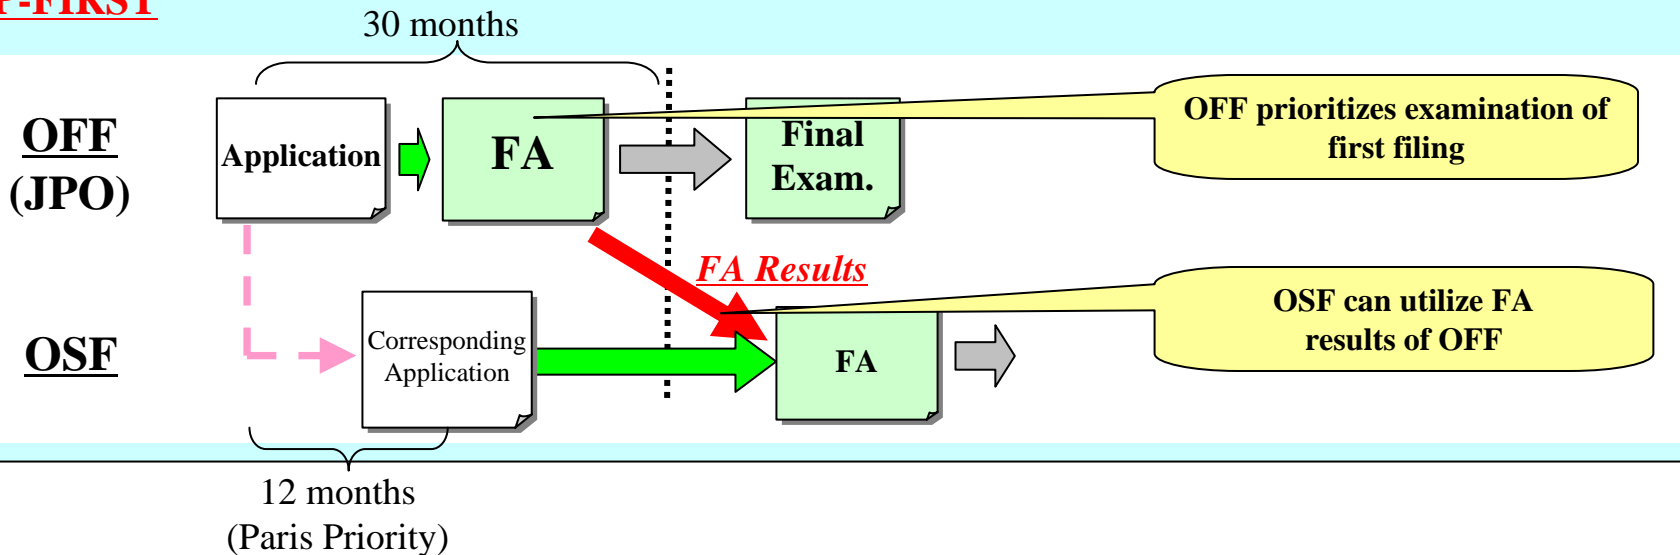 P-FIRST
30 months
OFF
(JPO)
Application
FA
Final
Exam.
OFF prioritizes examination of
first filing
FA Results
OSF
Corresponding
Application
FA
OSF can utilize FA
results of OFF
12 months
(Paris Priority)